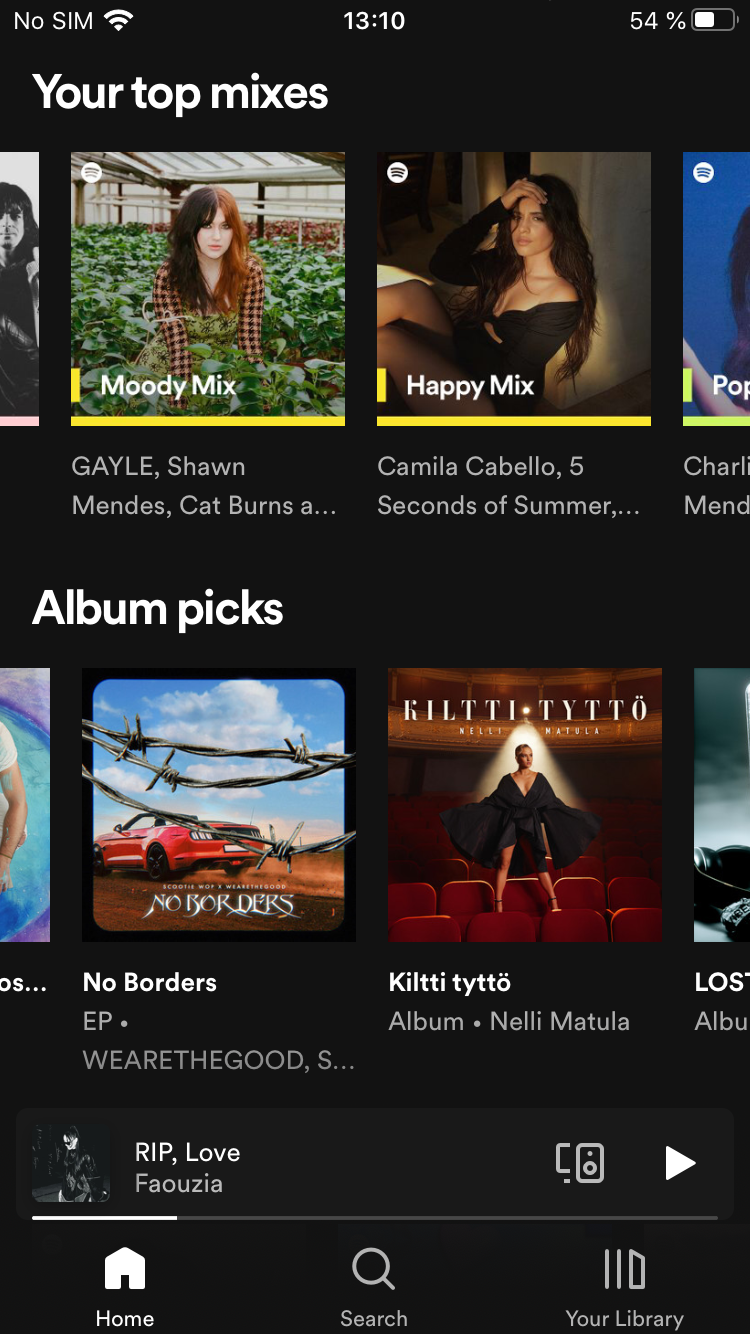 No SIM 13:10 54 %
Your top mixes
Moody Mix
Happy Mix
Pop
GAYLE, Shawn
Mendes, Cat Burns a...
Camila Cabello, 5
Seconds of Summer,...
Charli
Mend
Album picks
SCOOTIE WOP X WEARETHEGOOD
NO BORDERS
KILTTI TYTTÖ
NELLI MATULA
os...
No Borders
EP •
WEARETHEGOOD, S...
Kiltti tyttö
Album • Nelli Matula
LOST
Albu
RIP, Love
Faouzia
Home
Search
Your Library